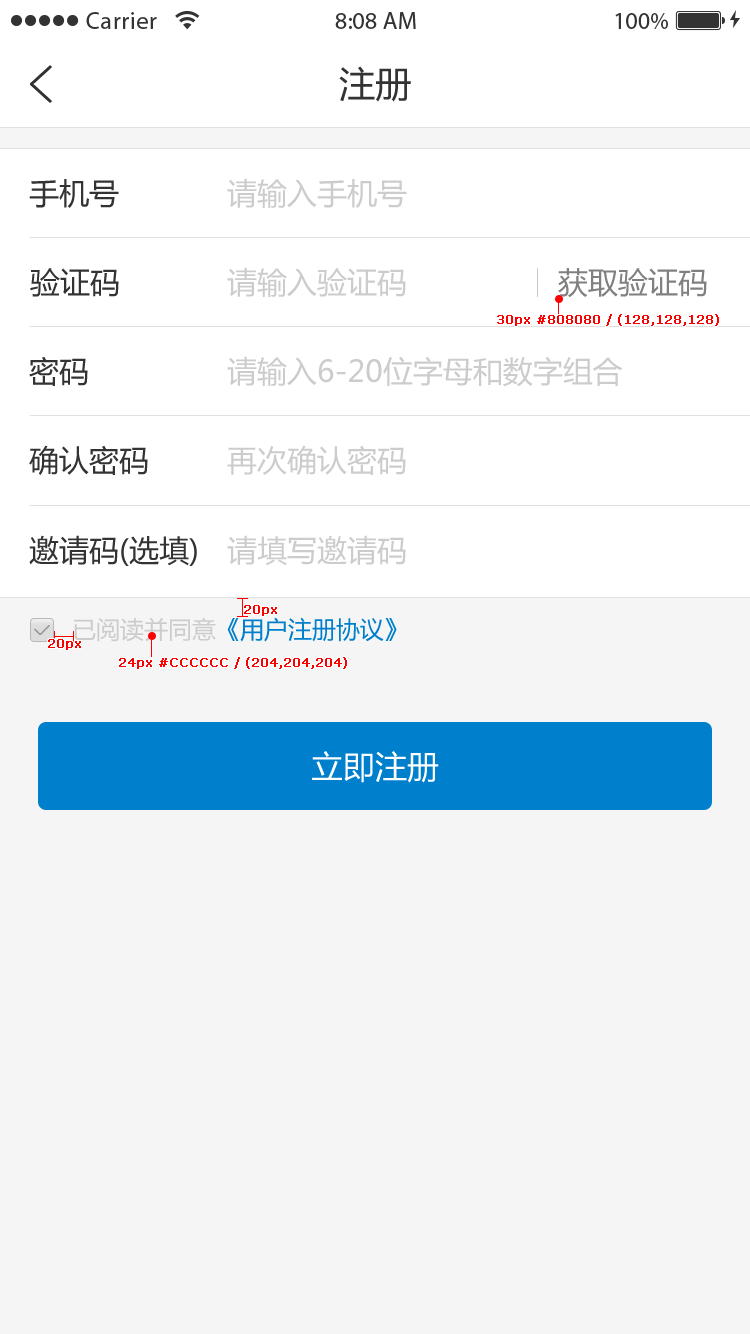 Carrier 8:08 AM 100%
注册
手机号 请输入手机号
验证码 请输入验证码 获取验证码
30px #808080 / (128,128,128)
密码 请输入6-20位字母和数字组合
确认密码 再次确认密码
邀请码(选填) 请填写邀请码
20px
已阅读并同意《用户注册协议》
20px
24px #CCCCCC / (204,204,204)
立即注册